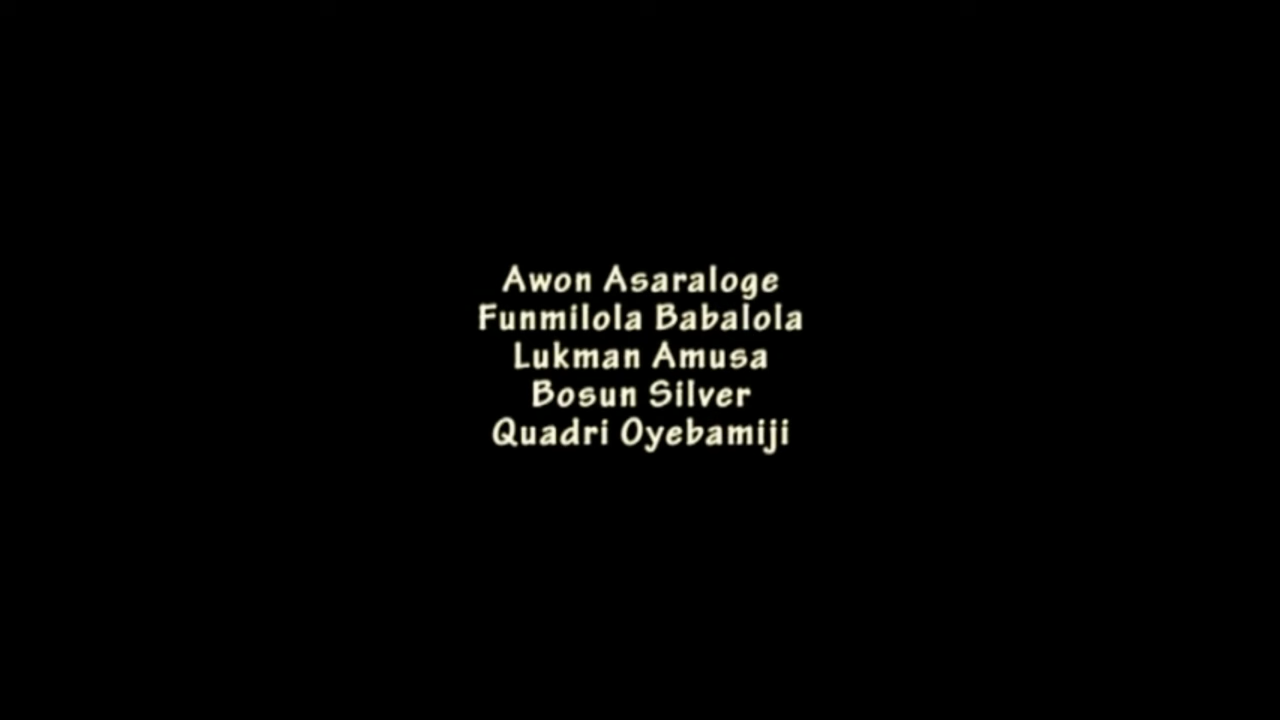 Awon Asaraloge
Funmilola Babalola
Lukman Amusa
Bosun Silver
Quadri Oyebamiji